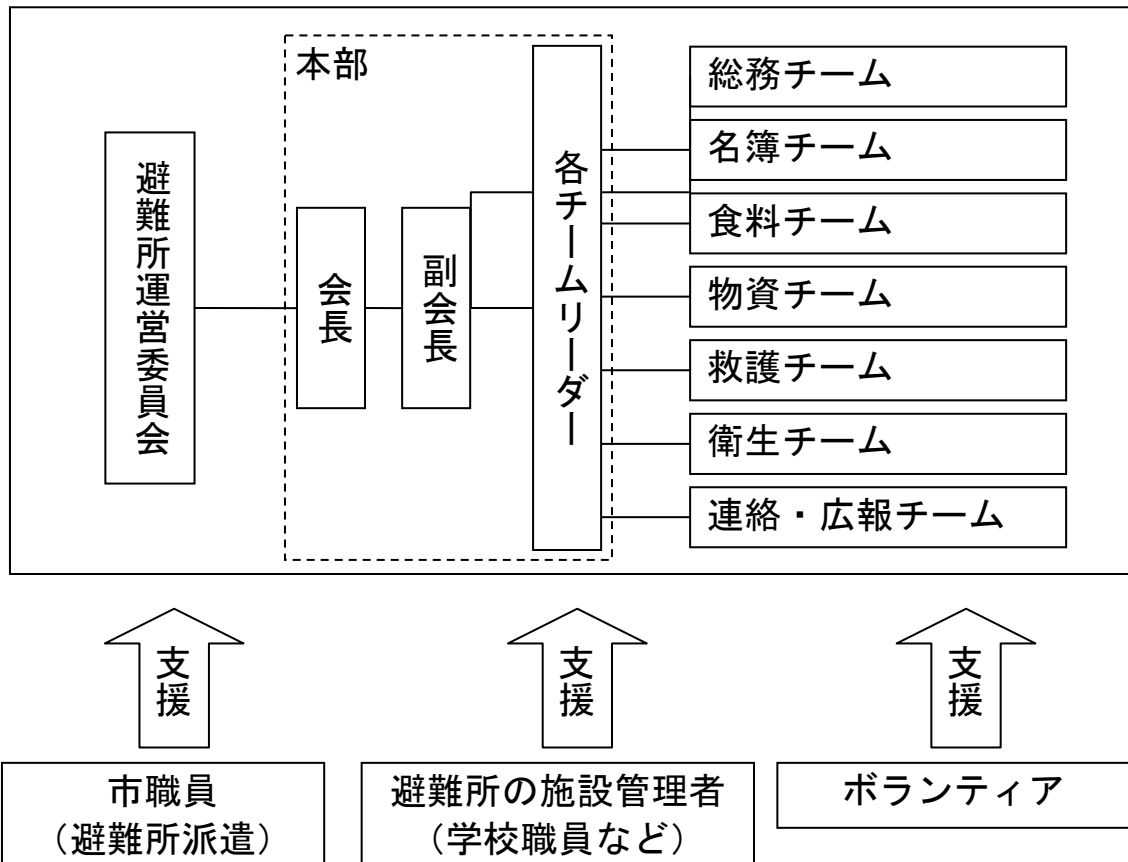 本部
避難所運営委員会
会長
副会長
各チームリーダー
総務チーム
名簿チーム
食料チーム
物資チーム
救護チーム
衛生チーム
連絡・広報チーム
支援
支援
支援
市職員
（避難所派遣）
避難所の施設管理者
（学校職員など）
ボランティア